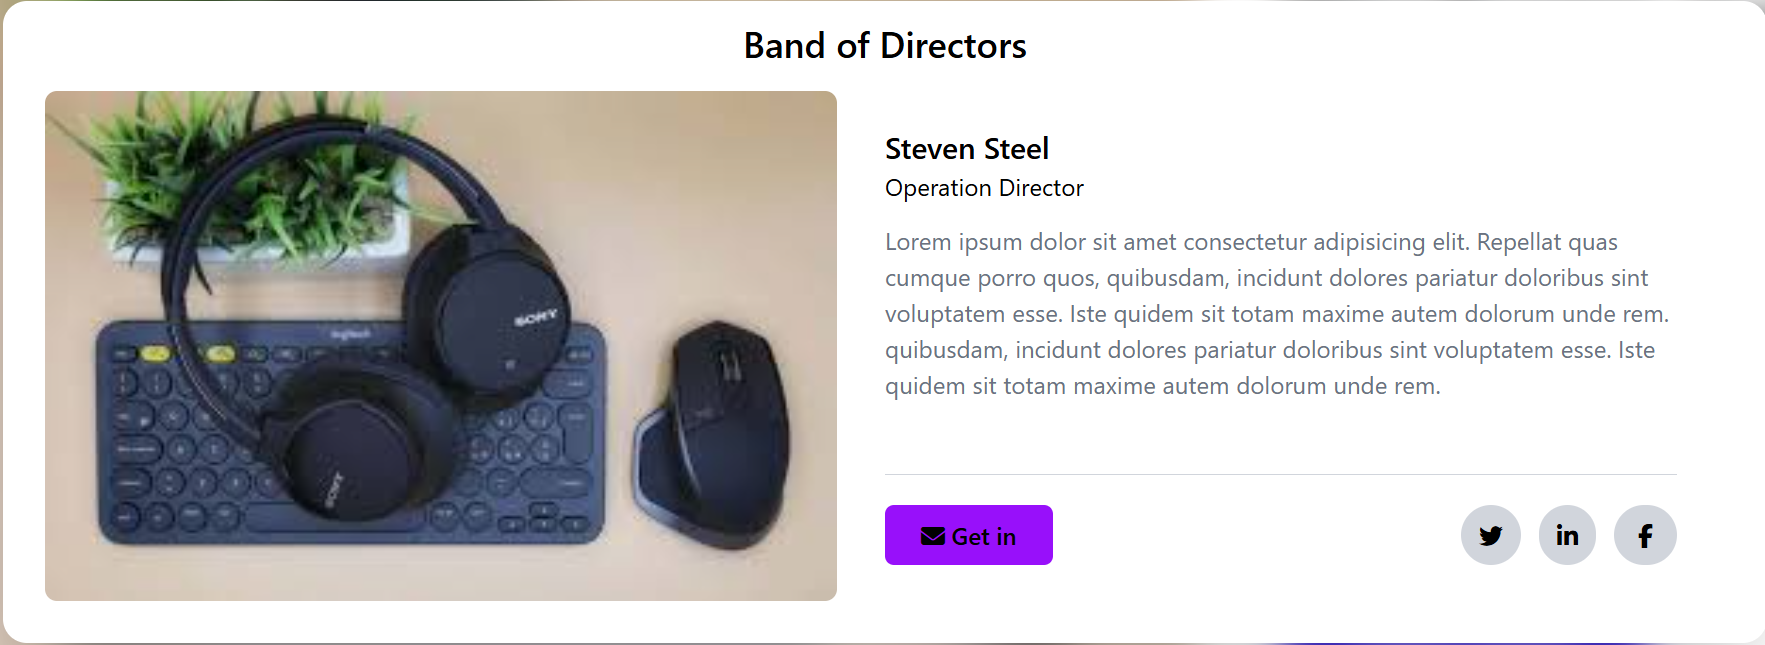 Band of Directors
Steven Steel
Operation Director
Lorem ipsum dolor sit amet consectetur adipisicing elit. Repellat quas
cumque porro quos, quibusdam, incidunt dolores pariatur doloribus sint
voluptatem esse. Iste quidem sit totam maxime autem dolorum unde rem.
quibusdam, incidunt dolores pariatur doloribus sint voluptatem esse. Iste
quidem sit totam maxime autem dolorum unde rem.
Get in
SONY
logitech
SONY